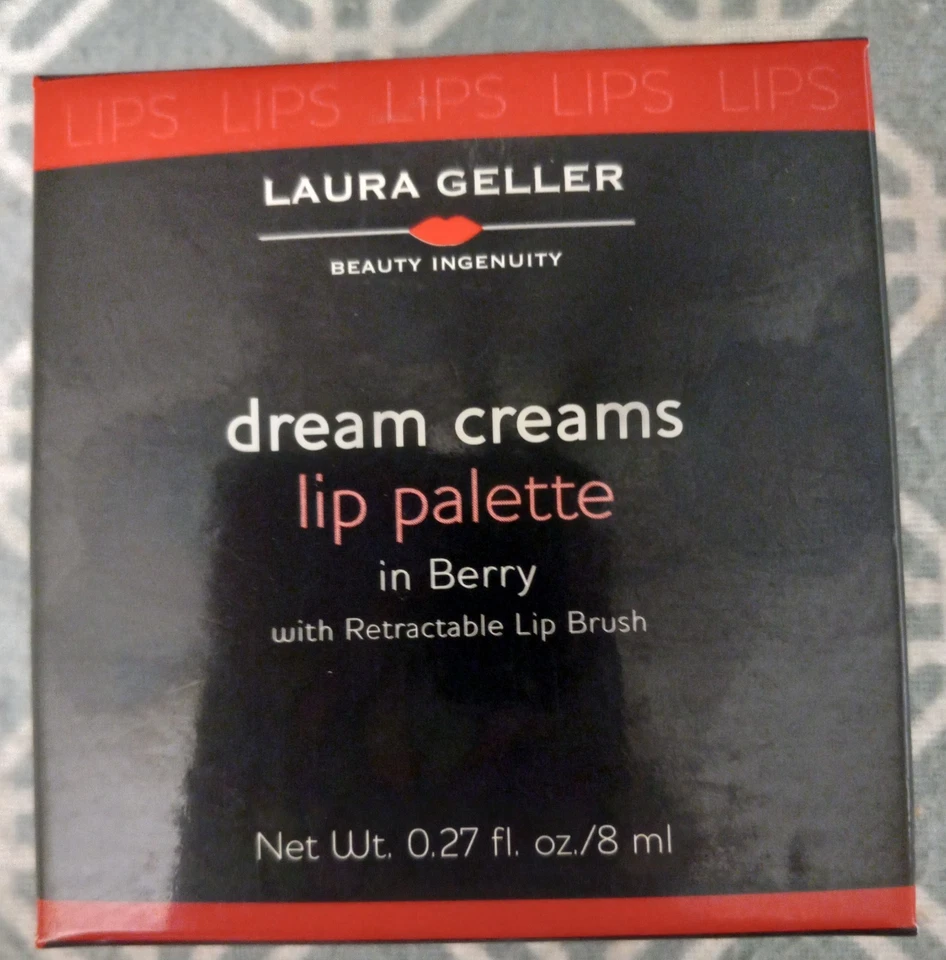 LIPS LIPS LIPS LIPS LIPS
LAURA GELLER
BEAUTY INGENUITY
dream creams
lip palette
in Berry
with Retractable Lip Brush
Net Wt. 0.27 fl. oz./8 ml